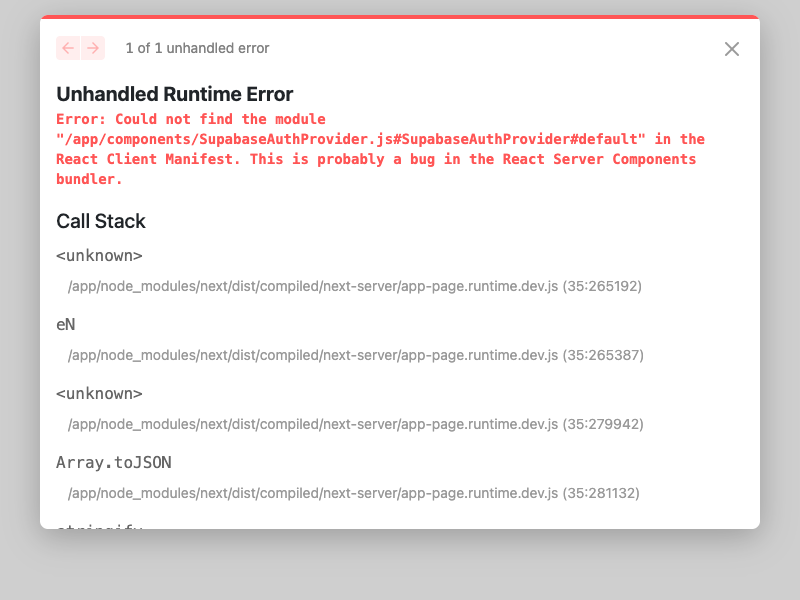 1 of 1 unhandled error
Unhandled Runtime Error
Error: Could not find the module
"/app/components/SupabaseAuthProvider.js#SupabaseAuthProvider#default" in the
React Client Manifest. This is probably a bug in the React Server Components
bundler.
Call Stack
<unknown>
/app/node_modules/next/dist/compiled/next-server/app-page.runtime.dev.js (35:265192)
eN
/app/node_modules/next/dist/compiled/next-server/app-page.runtime.dev.js (35:265387)
<unknown>
/app/node_modules/next/dist/compiled/next-server/app-page.runtime.dev.js (35:279942)
Array.toJSON
/app/node_modules/next/dist/compiled/next-server/app-page.runtime.dev.js (35:281132)
stringify